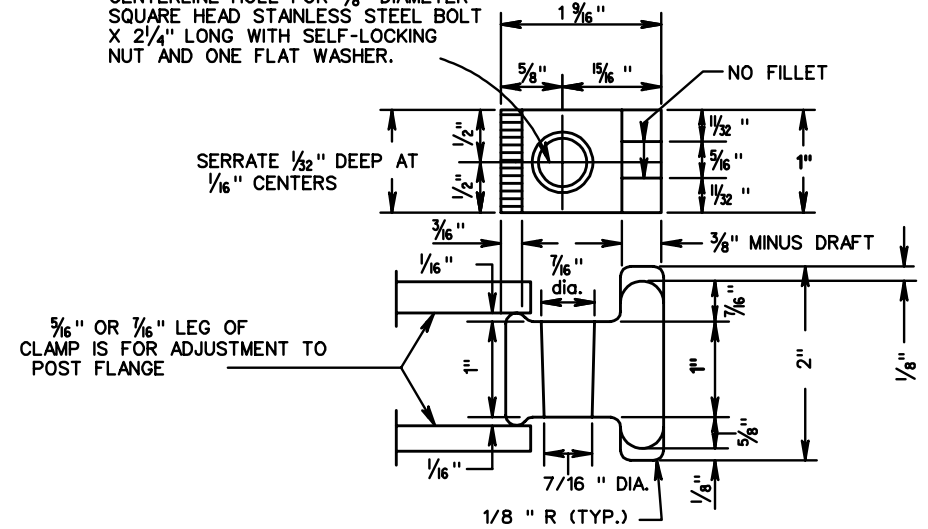 SQUARE HEAD STAINLESS STEEL BOLT
X 2 1/4" LONG WITH SELF-LOCKING
NUT AND ONE FLAT WASHER.
1 9/16 "
5/8 "
15/16 "
NO FILLET
SERRATE 1/32" DEEP AT
1/16" CENTERS
1/2"
1/2"
11/32 "
5/16 "
11/32 "
1"
3/16 "
3/8" MINUS DRAFT
1/16"
7/16 "
dia.
7/16"
1/8"
5/16" OR 7/16" LEG OF
CLAMP IS FOR ADJUSTMENT TO
POST FLANGE
1"
1"
2"
5/8"
1/16"
7/16 " DIA.
1/8"
1/8 " R (TYP.)